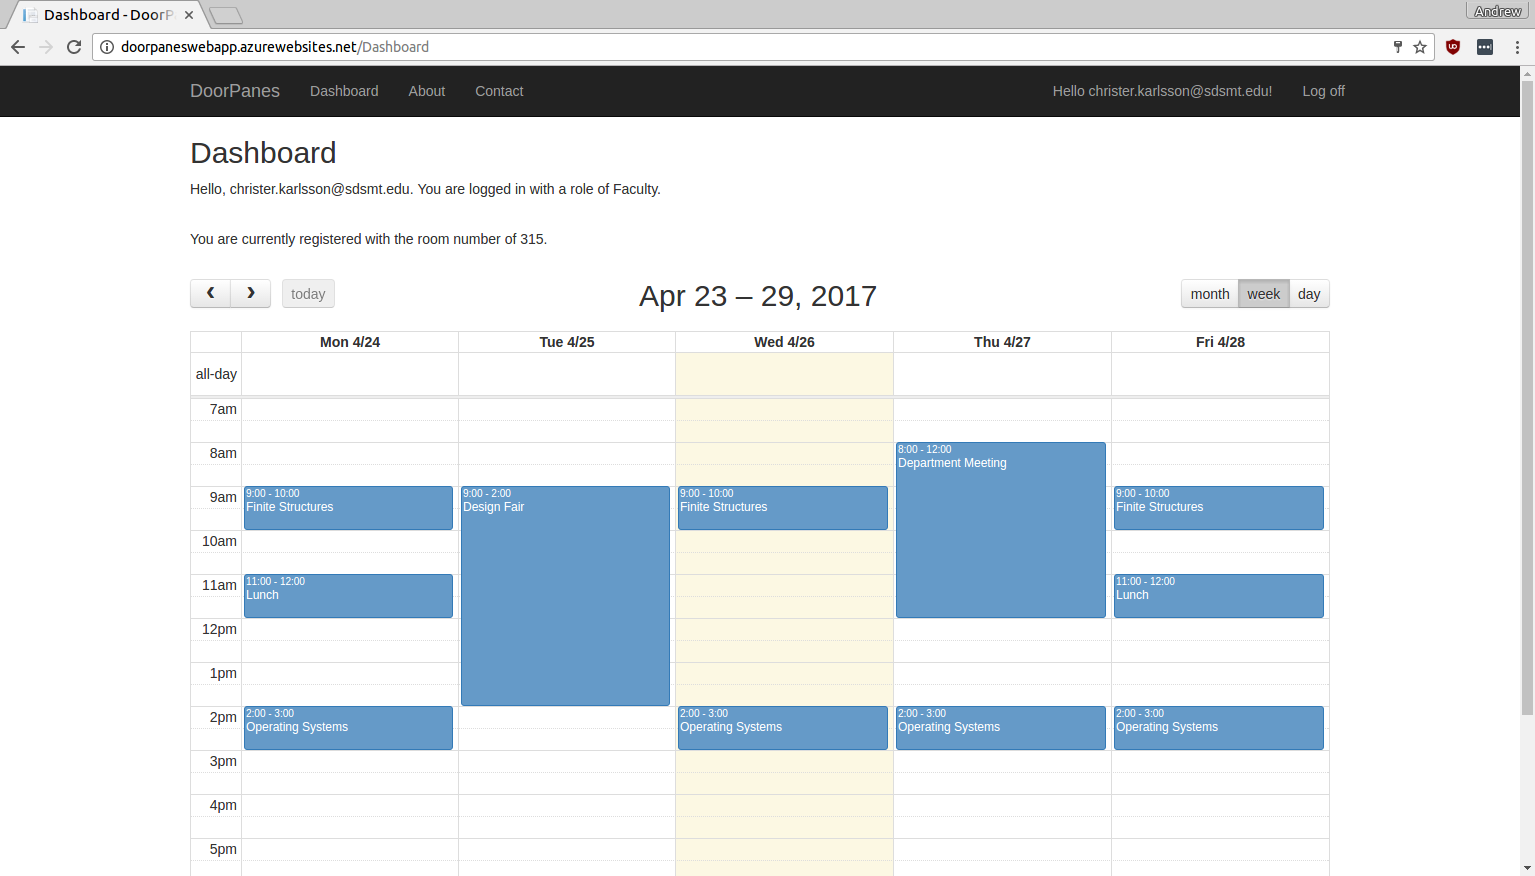 Dashboard - DoorP
Andrew
doorpaneswebapp.azurewebsites.net/Dashboard
DoorPanes Dashboard About Contact Hello christer.karlsson@sdsmt.edu! Log off
Dashboard
Hello, christer.karlsson@sdsmt.edu. You are logged in with a role of Faculty.
You are currently registered with the room number of 315.
today Apr 23 – 29, 2017 month week day
Mon 4/24 Tue 4/25 Wed 4/26 Thu 4/27 Fri 4/28
all-day
7am
8am
8:00 - 12:00
Department Meeting
9am
9:00 - 10:00
Finite Structures
9:00 - 2:00
Design Fair
9:00 - 10:00
Finite Structures
9:00 - 10:00
Finite Structures
10am
11am
11:00 - 12:00
Lunch
11:00 - 12:00
Lunch
12pm
1pm
2pm
2:00 - 3:00
Operating Systems
2:00 - 3:00
Operating Systems
2:00 - 3:00
Operating Systems
2:00 - 3:00
Operating Systems
3pm
4pm
5pm